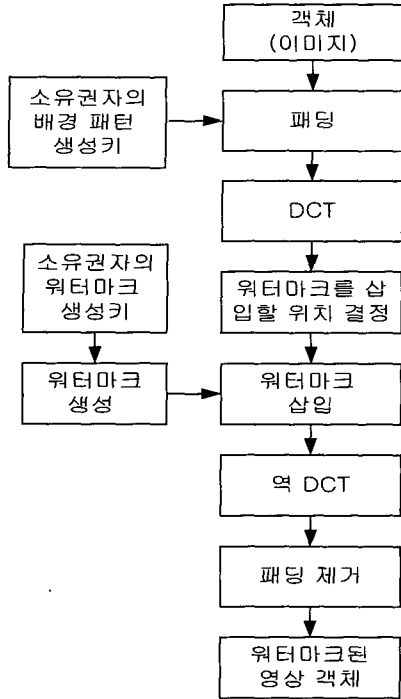 객체
(이미지)
소유권자의
배경 패턴
생성키
패딩
DCT
소유권자의
워터마크
생성키
워터마크를 삽
입할 위치 결정
워터마크
생성
워터마크
삽입
역 DCT
패딩 제거
워터마크된
영상 객체